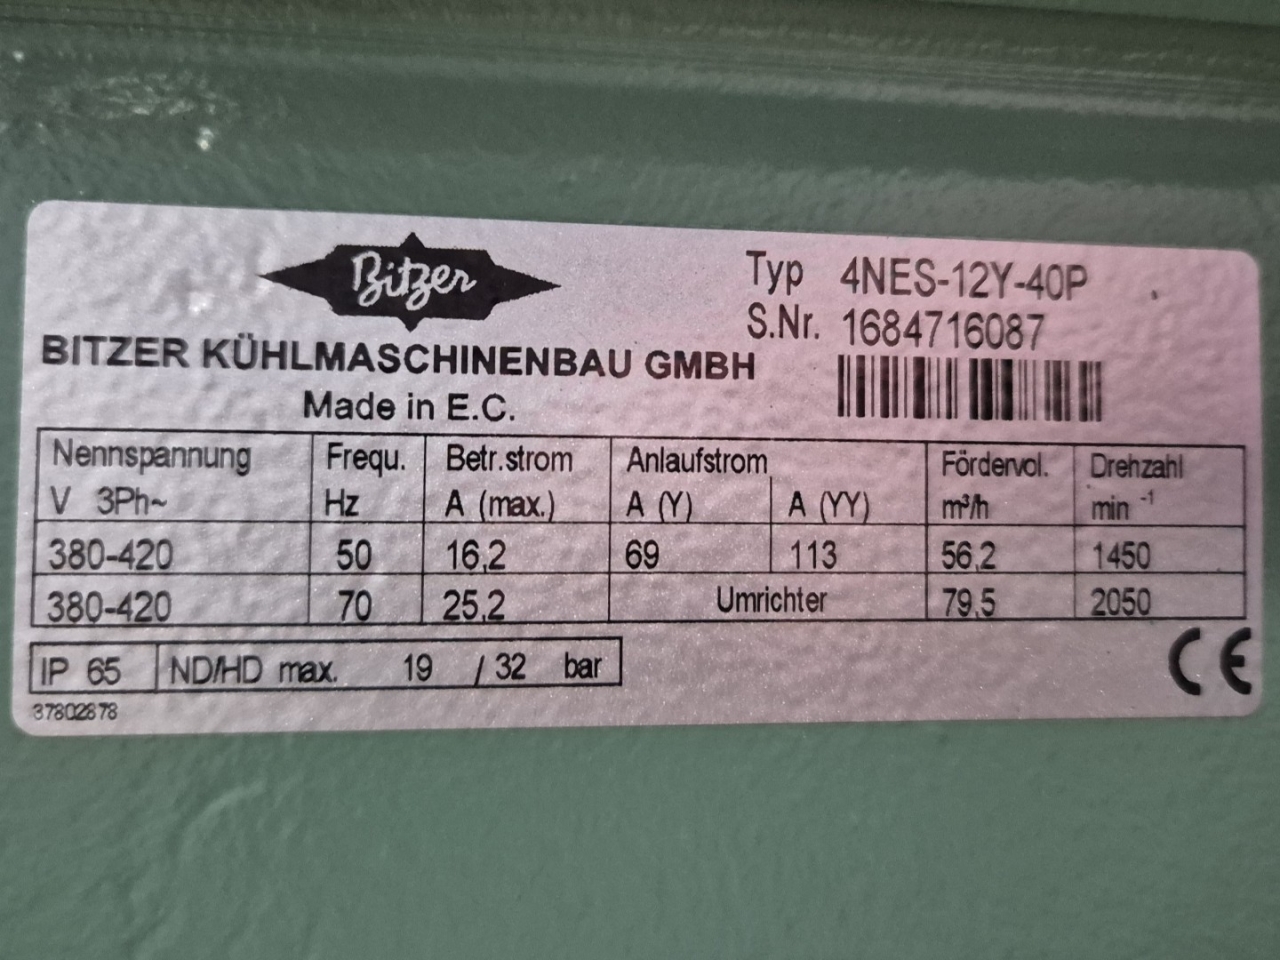 Bitzer
BITZER KÜHLMASCHINENBAU GMBH
Made in E.C.
Typ 4NES-12Y-40P
S.Nr. 1684716087
Nennspannung Frequ. Betr.strom Anlaufstrom Fördervol. Drehzahl
V 3Ph~ Hz A (max.) A (Y) A (YY) m³/h min⁻¹
380-420 50 16,2 69 113 56,2 1450
380-420 70 25,2 Umrichter 79,5 2050
IP 65 ND/HD max. 19 / 32 bar
CE
37802878